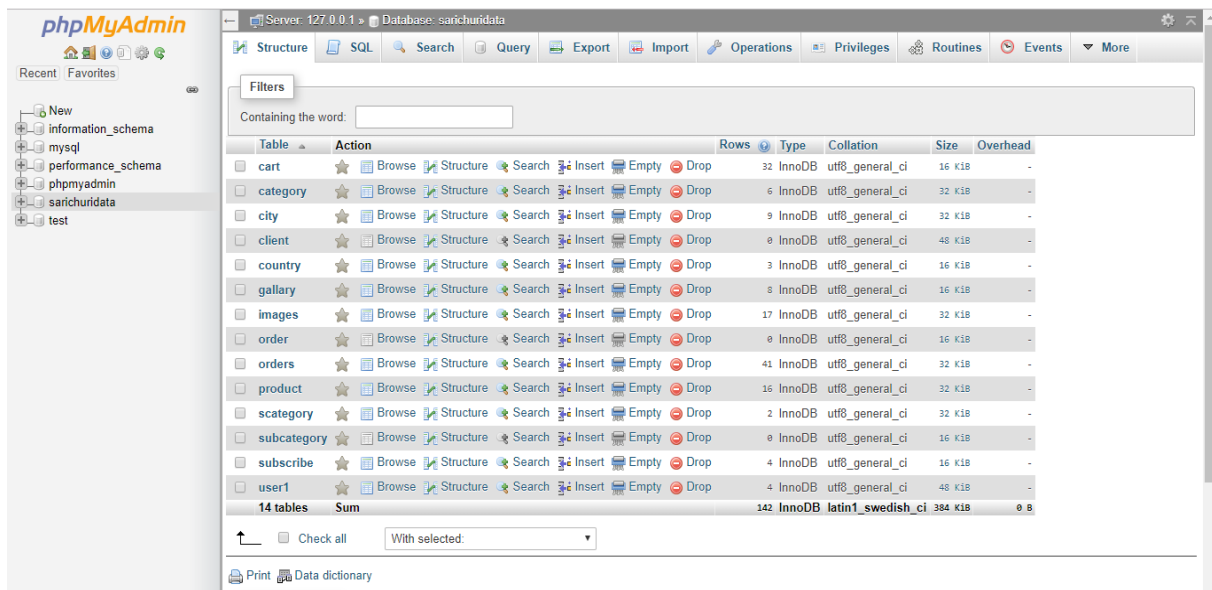 phpMyAdmin
Recent Favorites
New
information_schema
mysql
performance_schema
phpmyadmin
sarichuridata
test
Server: 127.0.0.1 » Database: sarichuridata
Structure SQL Search Query Export Import Operations Privileges Routines Events More
Filters
Containing the word:
Table Action Rows Type Collation Size Overhead
cart Browse Structure Search Insert Empty Drop 32 InnoDB utf8_general_ci 16 KiB -
category Browse Structure Search Insert Empty Drop 6 InnoDB utf8_general_ci 32 KiB -
city Browse Structure Search Insert Empty Drop 9 InnoDB utf8_general_ci 32 KiB -
client Browse Structure Search Insert Empty Drop 0 InnoDB utf8_general_ci 48 KiB -
country Browse Structure Search Insert Empty Drop 3 InnoDB utf8_general_ci 16 KiB -
gallary Browse Structure Search Insert Empty Drop 8 InnoDB utf8_general_ci 16 KiB -
images Browse Structure Search Insert Empty Drop 17 InnoDB utf8_general_ci 32 KiB -
order Browse Structure Search Insert Empty Drop 0 InnoDB utf8_general_ci 16 KiB -
orders Browse Structure Search Insert Empty Drop 41 InnoDB utf8_general_ci 32 KiB -
product Browse Structure Search Insert Empty Drop 16 InnoDB utf8_general_ci 32 KiB -
scategory Browse Structure Search Insert Empty Drop 2 InnoDB utf8_general_ci 32 KiB -
subcategory Browse Structure Search Insert Empty Drop 0 InnoDB utf8_general_ci 16 KiB -
subscribe Browse Structure Search Insert Empty Drop 4 InnoDB utf8_general_ci 16 KiB -
user1 Browse Structure Search Insert Empty Drop 4 InnoDB utf8_general_ci 48 KiB -
14 tables Sum 142 InnoDB latin1_swedish_ci 384 KiB 0 B
Check all With selected:
Print Data dictionary